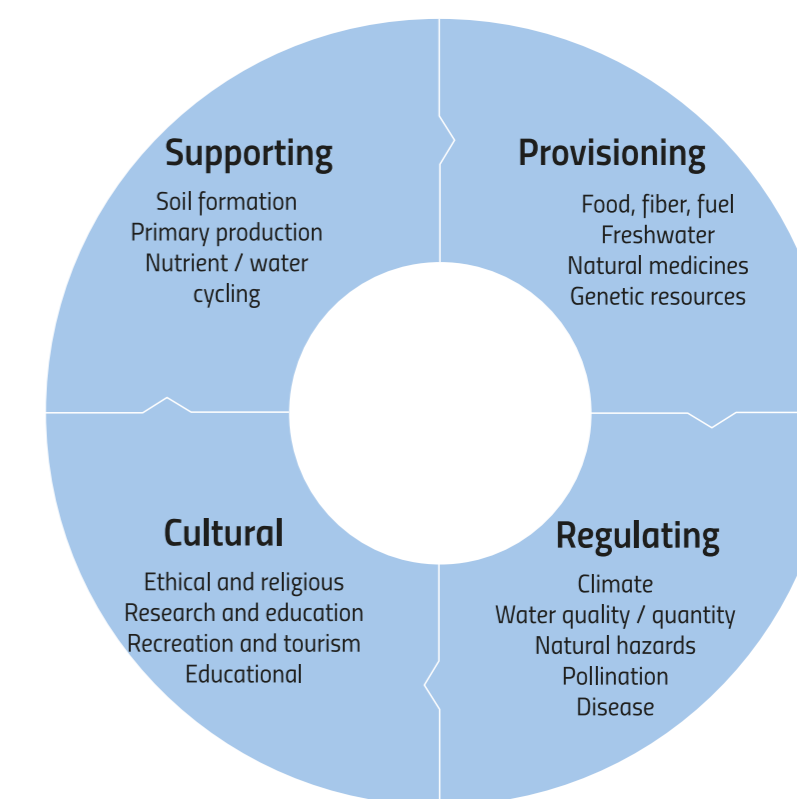 Supporting
Soil formation
Primary production
Nutrient / water
cycling
Provisioning
Food, fiber, fuel
Freshwater
Natural medicines
Genetic resources
Cultural
Ethical and religious
Research and education
Recreation and tourism
Educational
Regulating
Climate
Water quality / quantity
Natural hazards
Pollination
Disease